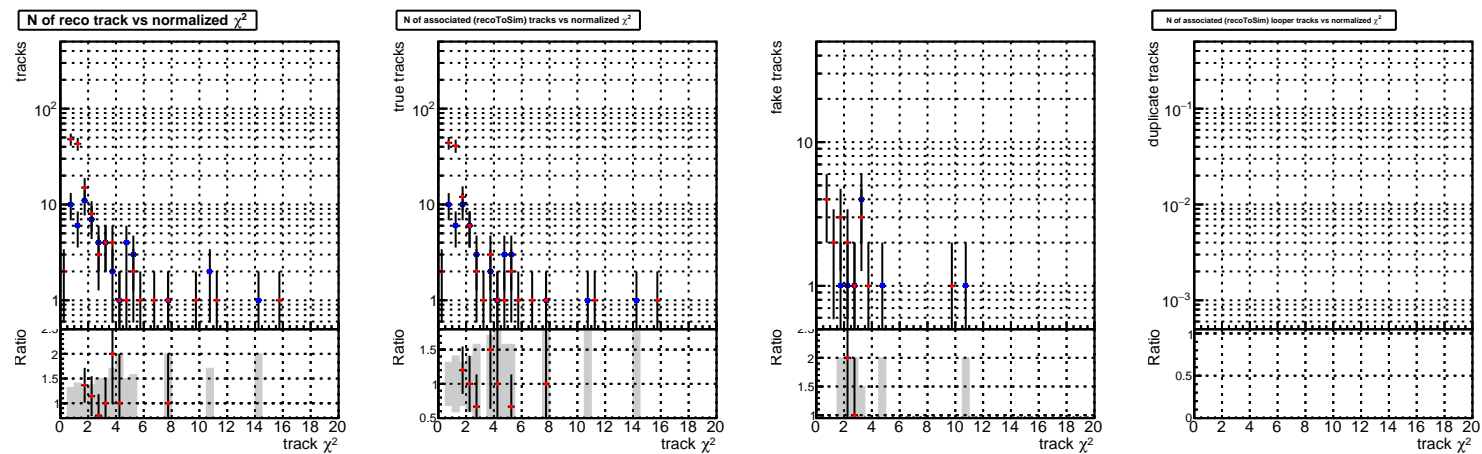 N of reco track vs normalized χ²
tracks
10²
10
1
Ratio
2.5
2
1.5
1
0 2 4 6 8 10 12 14 16 18 20
track χ²
N of associated (recoToSim) tracks vs normalized χ²
true tracks
10²
10
1
Ratio
1.5
1
0.5
0 2 4 6 8 10 12 14 16 18 20
track χ²
fake tracks
10
1
Ratio
2.5
2
1.5
1
0 2 4 6 8 10 12 14 16 18 20
track χ²
N of associated (recoToSim) looper tracks vs normalized χ²
duplicate tracks
10⁻¹
10⁻²
10⁻³
Ratio
1
0.5
0
0 2 4 6 8 10 12 14 16 18 20
track χ²